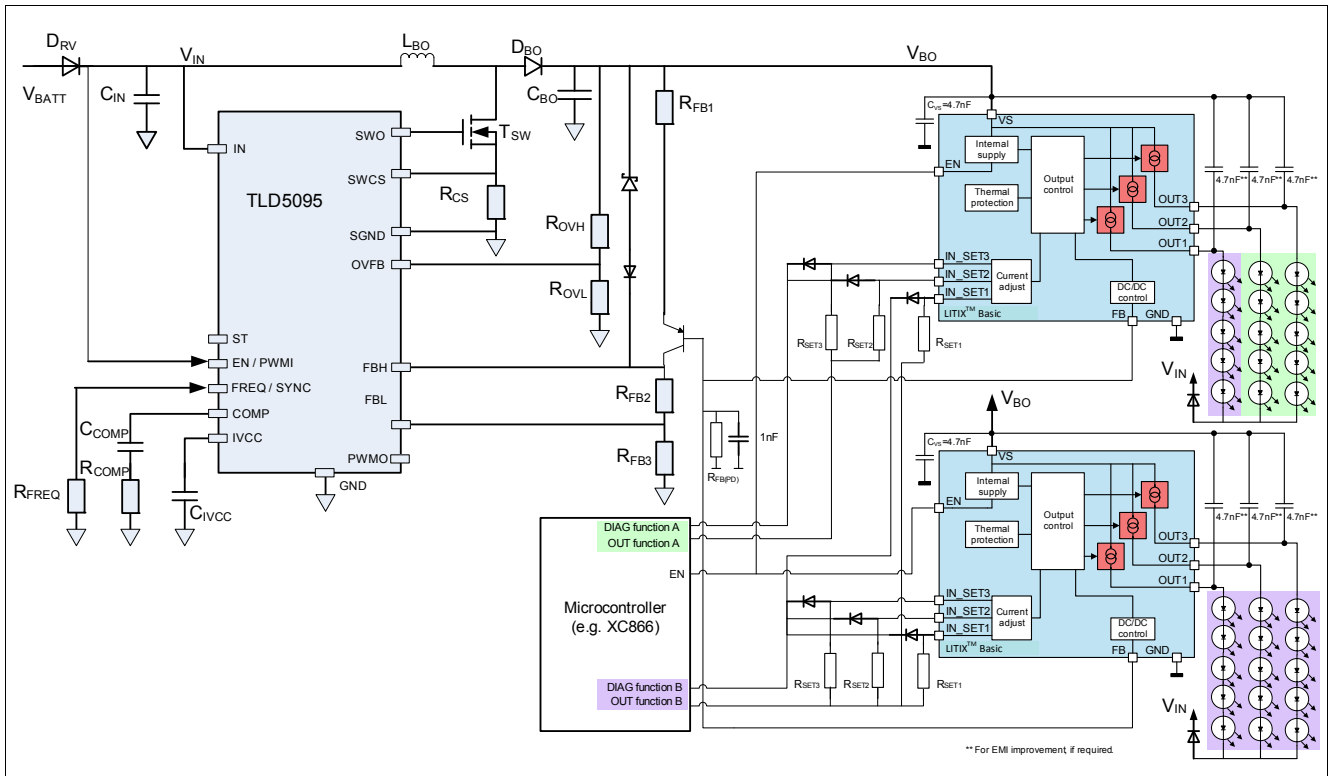 DRV
VIN
LBO
DBO
VBO
VBATT
CIN
CBO
RFB1
TSW
TLD5095
IN
SWO
SWCS
SGND
OVFB
RCS
ROVH
ROVL
ST
EN / PWMI
FREQ / SYNC
COMP
IVCC
FBH
FBL
PWMO
GND
CCOMP
RCOMP
RFREQ
CIVCC
RFB2
RFB3
RFB(PD)
1nF
CVS=4.7nF
VS
EN
Internal
supply
Thermal
protection
Output
control
OUT3
OUT2
OUT1
IN_SET3
IN_SET2
IN_SET1
Current
adjust
DC/DC
control
LITIX™ Basic
FB
GND
4.7nF**
4.7nF**
4.7nF**
RSET3
RSET2
RSET1
VIN
VBO
CVS=4.7nF
VS
EN
Internal
supply
Thermal
protection
Output
control
OUT3
OUT2
OUT1
IN_SET3
IN_SET2
IN_SET1
Current
adjust
DC/DC
control
LITIX™ Basic
FB
GND
4.7nF**
4.7nF**
4.7nF**
RSET3
RSET2
RSET1
VIN
DIAG function A
OUT function A
EN
Microcontroller
(e.g. XC866)
DIAG function B
OUT function B
** For EMI improvement, if required.